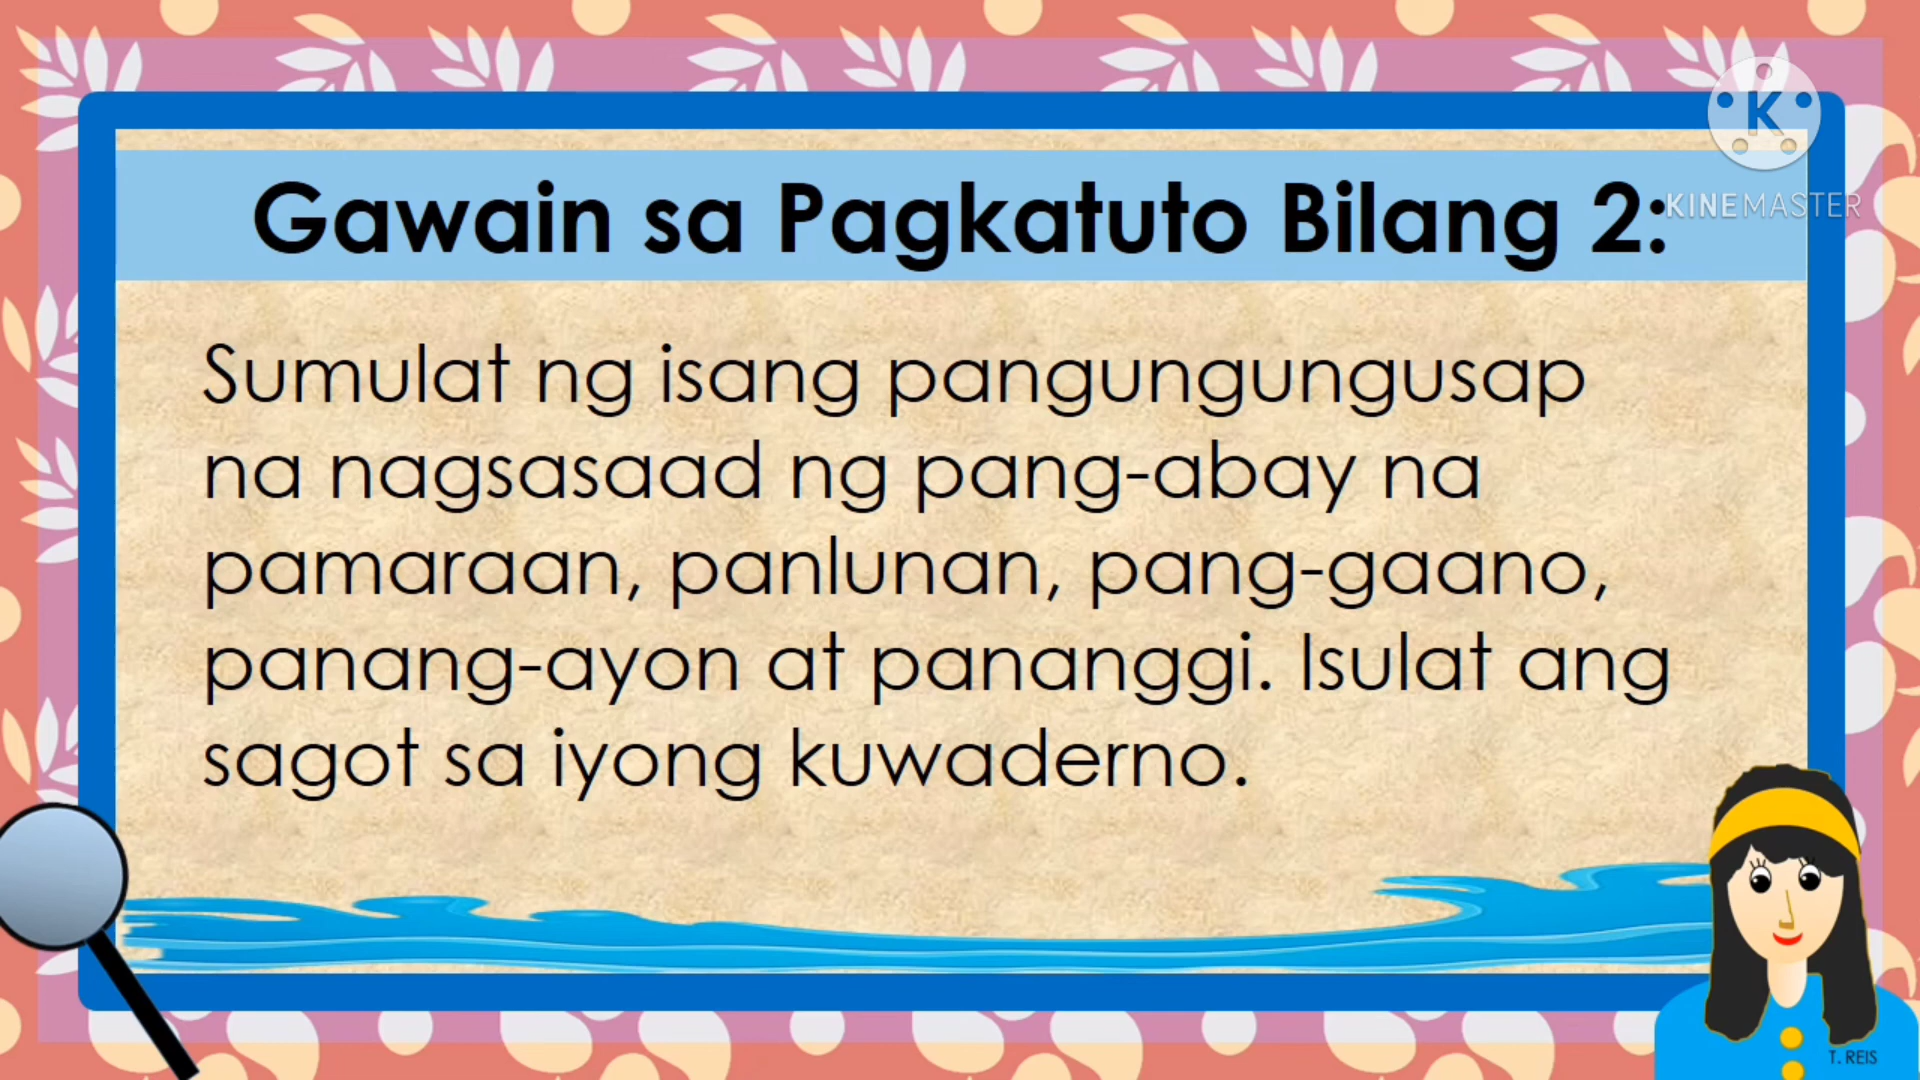 Gawain sa Pagkatuto Bilang 2:
Sumulat ng isang pangungungusap
na nagsasaad ng pang-abay na
pamaraan, panlunan, pang-gaano,
panang-ayon at pananggi. Isulat ang
sagot sa iyong kuwaderno.
K
KINEMASTER
T. REIS